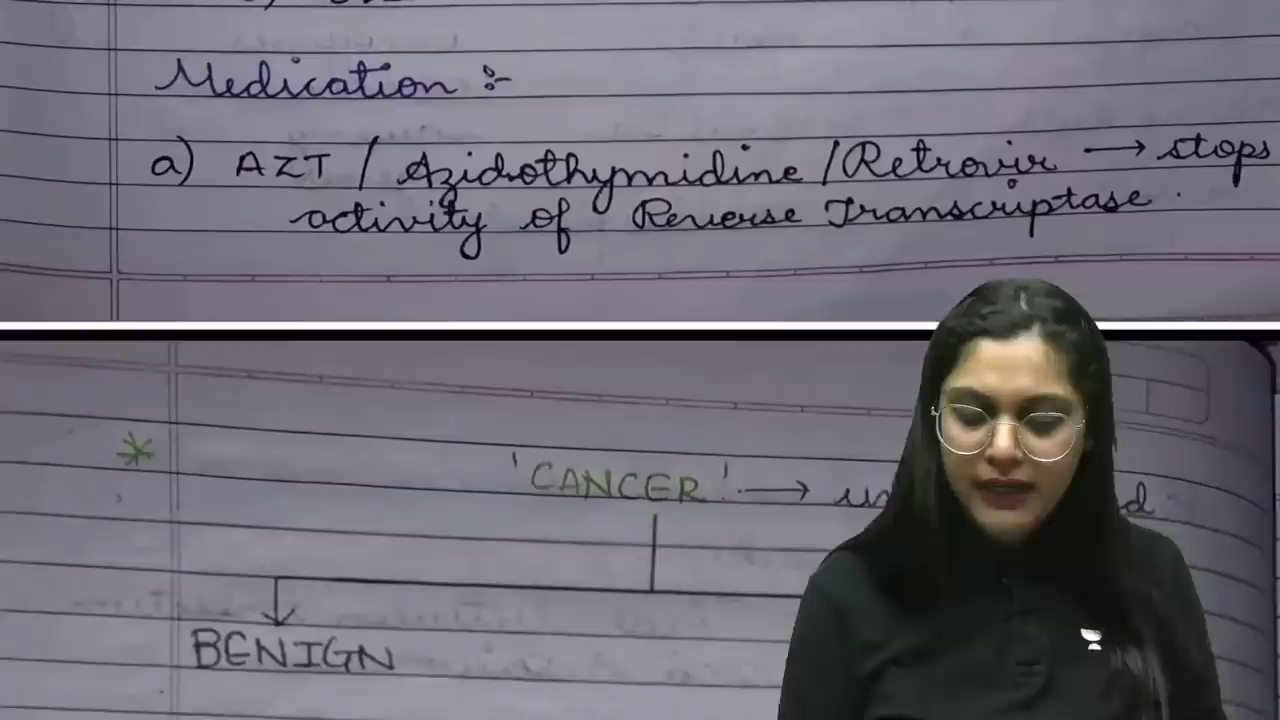 Medication :-
a) AZT / Azidothymidine / Retrovir → stops
activity of Reverse Transcriptase.
* 'CANCER' →
BENIGN